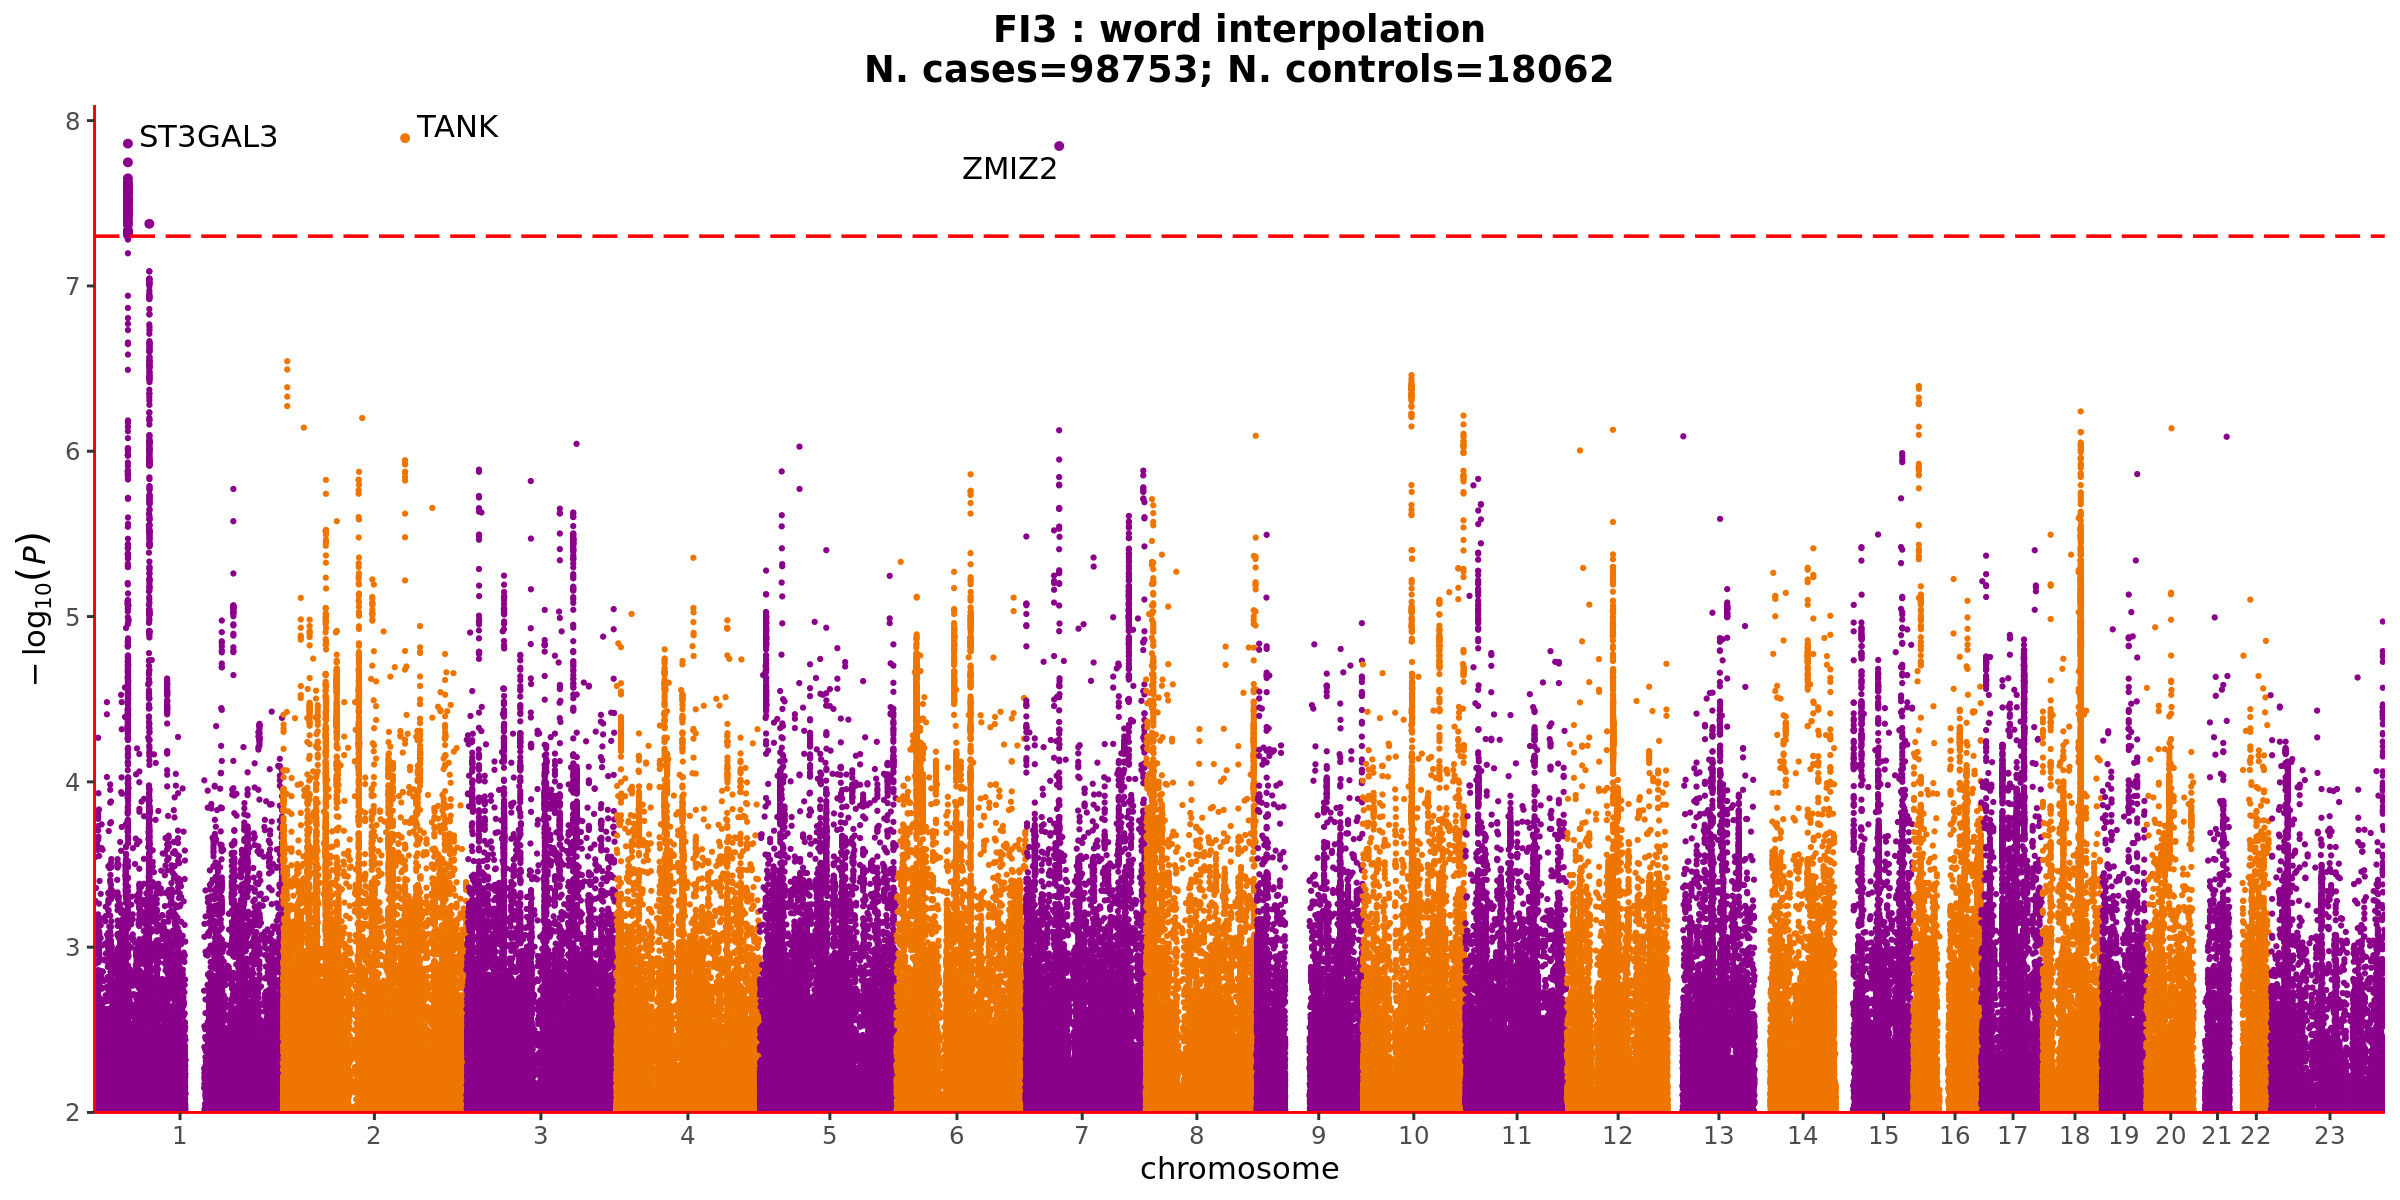 FI3 : word interpolation
N. cases=98753; N. controls=18062
8
ST3GAL3
TANK
ZMIZ2
7
6
5
4
3
2
−log10(P)
1 2 3 4 5 6 7 8 9 10 11 12 13 14 15 16 17 18 19 20 21 22 23
chromosome